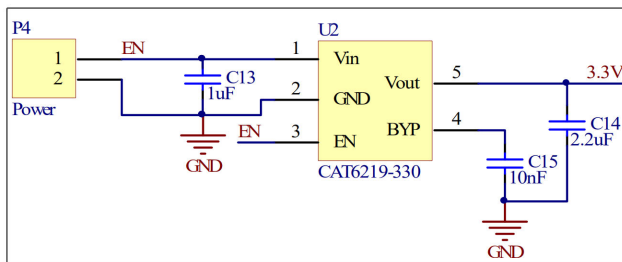 P4
1
2
Power
EN
C13
1uF
GND
EN
U2
1
Vin
2
GND
3
EN
Vout
5
BYP
4
CAT6219-330
3.3V
C14
2.2uF
C15
10nF
GND